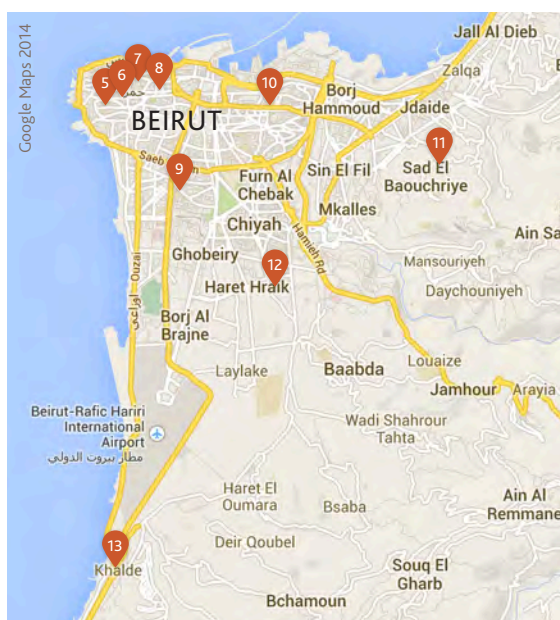 Google Maps 2014
Jall Al Dieb
Zalqa
7
8
6
5
10
Borj
Hammoud
Jdaide
BEIRUT
11
9
Saeb
Furn Al
Chebak
Sin El Fil
Sad El
Baouchriye
Mkalles
Chiyah
Hamieh Rd
Ain Sa
Ghobeiry
12
Mansouriyeh
Ouzai
اوزاعي
Haret Hraik
Daychouniyeh
Borj Al
Brajne
Laylake
Baabda
Louaize
Jamhour
Arayia
Beirut-Rafic Hariri
International
Airport
مطار بيروت الدولي
Wadi Shahrour
Tahta
Haret El
Oumara
Bsaba
Ain Al
Remmane
13
Khalde
Deir Qoubel
Souq El
Gharb
Bchamoun